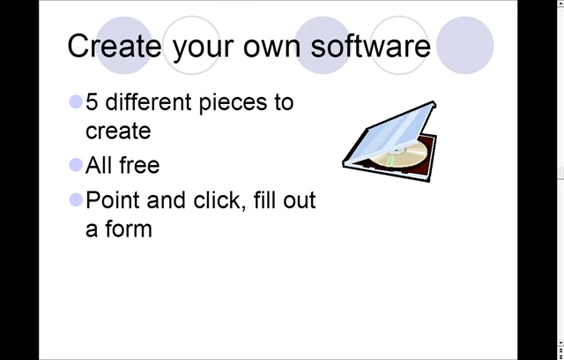 Create your own software
5 different pieces to
create
All free
Point and click, fill out
a form